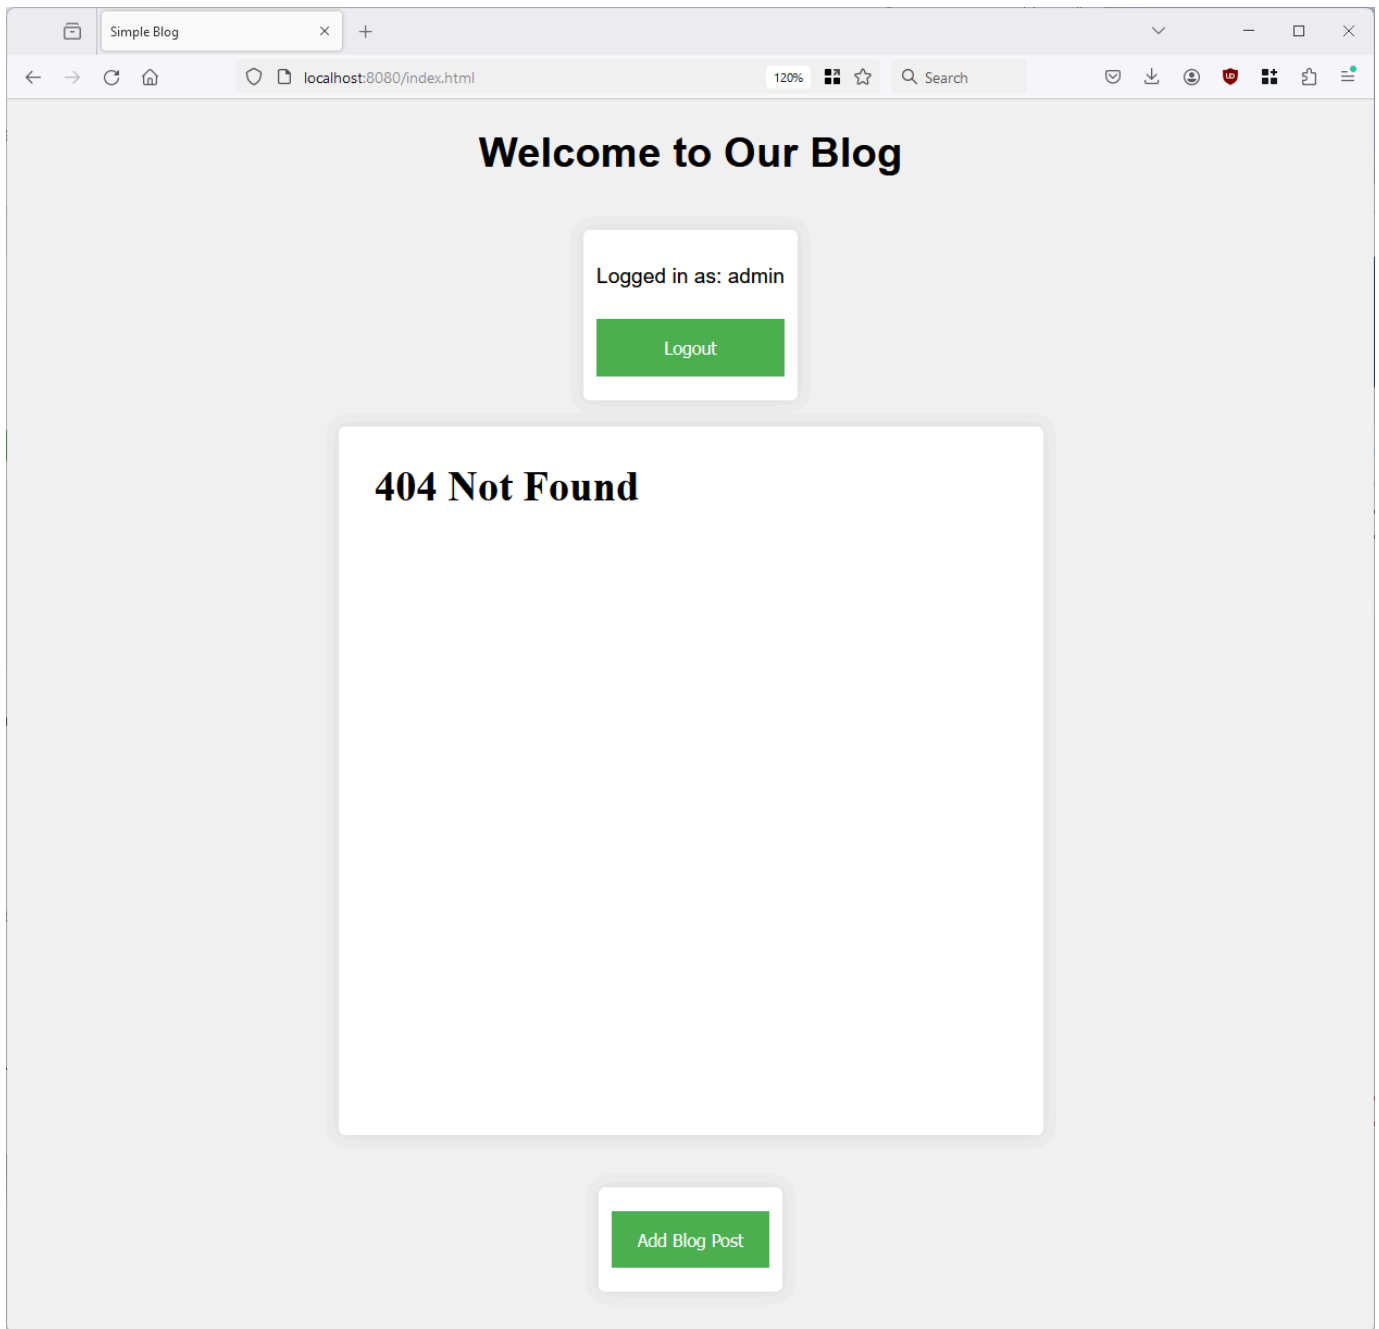 Simple Blog
localhost:8080/index.html
120%
Search
Welcome to Our Blog
Logged in as: admin
Logout
404 Not Found
Add Blog Post